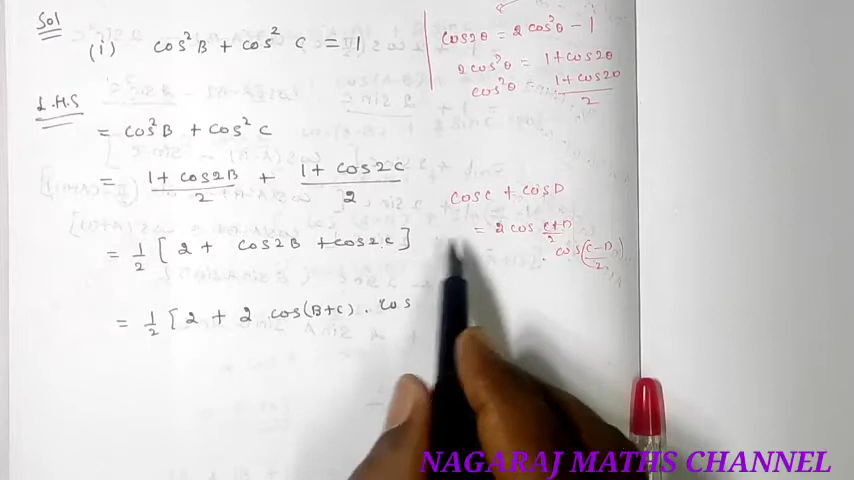 Sol
(i) cos²B + cos² C = 1
L.H.S
= cos²B + cos² C
= 1 + cos2B / 2 + 1 + cos2C / 2
= 1/2 [ 2 + cos2B + cos2C ]
= 1/2 [ 2 + 2 cos(B+C) . cos
cos2θ = 2cos²θ - 1
2cos²θ = 1+cos2θ
cos²θ = 1+cos2θ / 2
cosC + cosD
= 2 cos C+D / 2
. cos(C-D / 2)
NAGARAJ MATHS CHANNEL